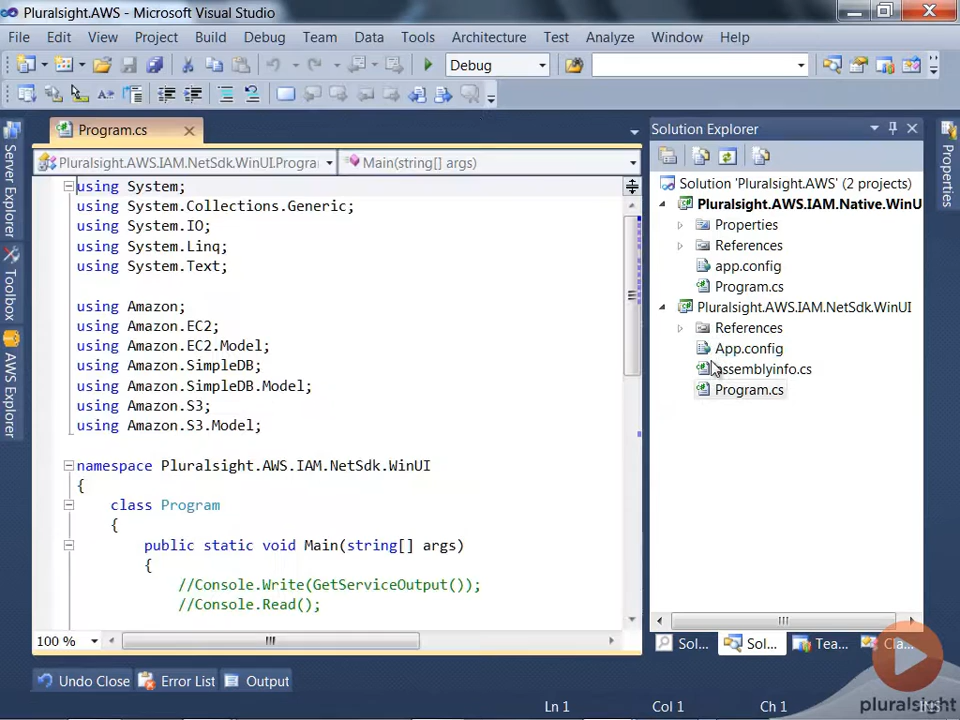 Pluralsight.AWS - Microsoft Visual Studio
File Edit View Project Build Debug Team Data Tools Architecture Test Analyze Window Help
Debug
Program.cs
Pluralsight.AWS.IAM.NetSdk.WinUI.Progra
Main(string[] args)
using System;
using System.Collections.Generic;
using System.IO;
using System.Linq;
using System.Text;
using Amazon;
using Amazon.EC2;
using Amazon.EC2.Model;
using Amazon.SimpleDB;
using Amazon.SimpleDB.Model;
using Amazon.S3;
using Amazon.S3.Model;
namespace Pluralsight.AWS.IAM.NetSdk.WinUI
{
class Program
{
public static void Main(string[] args)
{
//Console.Write(GetServiceOutput());
//Console.Read();
100 %
Server Explorer
Toolbox
AWS Explorer
Solution Explorer
Solution 'Pluralsight.AWS' (2 projects)
Pluralsight.AWS.IAM.Native.WinU
Properties
References
app.config
Program.cs
Pluralsight.AWS.IAM.NetSdk.WinUI
References
App.config
assemblyinfo.cs
Program.cs
Sol... Sol... Tea... Cla...
Properties
Undo Close Error List Output
Ln 1 Col 1 Ch 1 INS
pluralsight